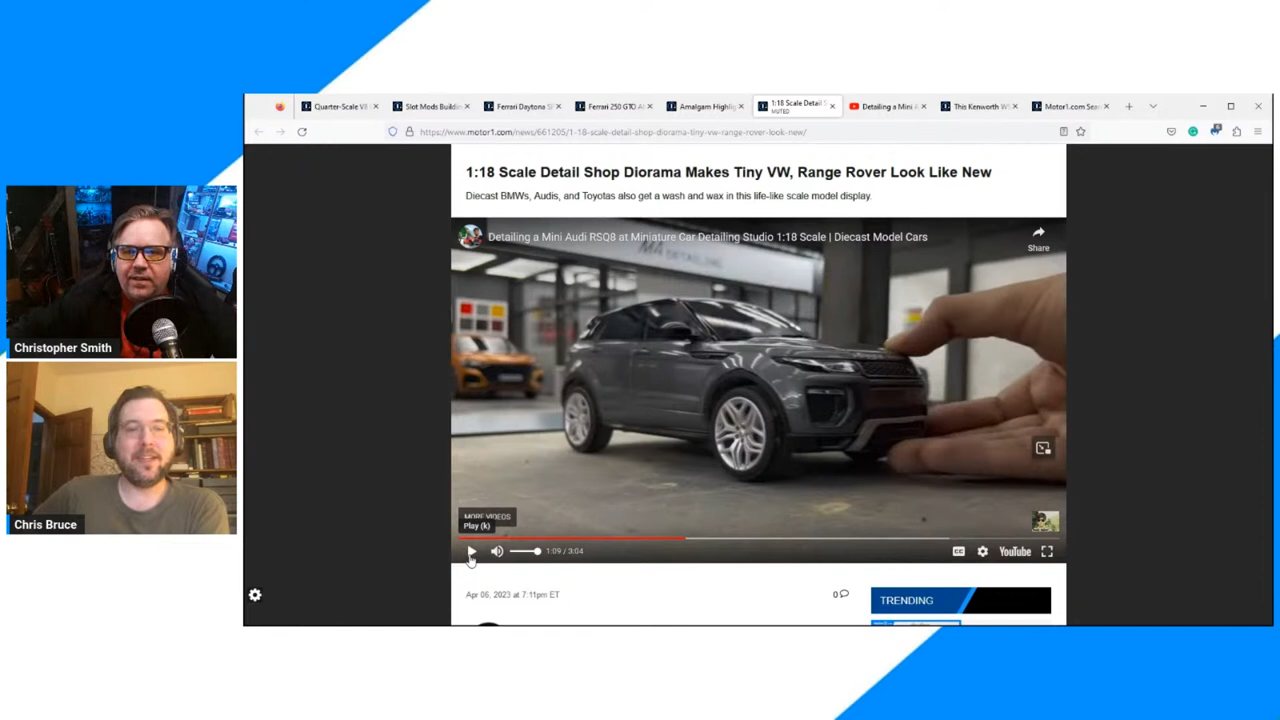 Quarter-Scale V8
Slot Mods Buildin
Ferrari Daytona S
Ferrari 250 GTO Al
Amalgam Highlig
1:18 Scale Detail S
MUTED
Detailing a Mini A
This Kenworth W
Motor1.com Sear
https://www.motor1.com/news/661205/1-18-scale-detail-shop-diorama-tiny-vw-range-rover-look-new/
1:18 Scale Detail Shop Diorama Makes Tiny VW, Range Rover Look Like New
Diecast BMWs, Audis, and Toyotas also get a wash and wax in this life-like scale model display.
Detailing a Mini Audi RSQ8 at Miniature Car Detailing Studio 1:18 Scale | Diecast Model Cars
Share
DETAILING
Christopher Smith
Chris Bruce
MORE VIDEOS
Play (k)
1:09 / 3:04
CC
YouTube
Apr 06, 2023 at 7:11pm ET
0
TRENDING